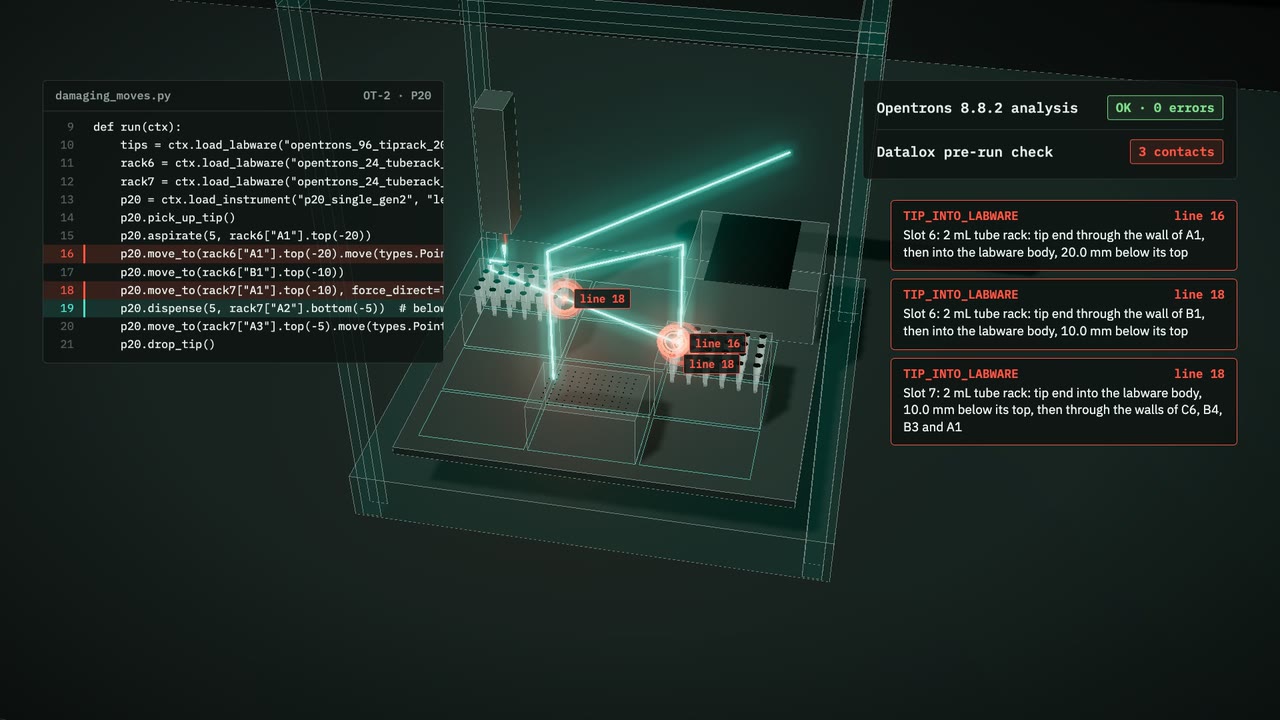 damaging_moves.py
OT-2 · P20
9 def run(ctx):
10 tips = ctx.load_labware("opentrons_96_tiprack_20
11 rack6 = ctx.load_labware("opentrons_24_tuberack_
12 rack7 = ctx.load_labware("opentrons_24_tuberack_
13 p20 = ctx.load_instrument("p20_single_gen2", "le
14 p20.pick_up_tip()
15 p20.aspirate(5, rack6["A1"].top(-20))
16 p20.move_to(rack6["A1"].top(-20).move(types.Poin
17 p20.move_to(rack6["B1"].top(-10))
18 p20.move_to(rack7["A1"].top(-10), force_direct=T
19 p20.dispense(5, rack7["A2"].bottom(-5))  # below
20 p20.move_to(rack7["A3"].top(-5).move(types.Point
21 p20.drop_tip()
line 18
line 16
line 18
Opentrons 8.8.2 analysis
OK · 0 errors
Datalox pre-run check
3 contacts
TIP_INTO_LABWARE
line 16
Slot 6: 2 mL tube rack: tip end through the wall of A1,
then into the labware body, 20.0 mm below its top
TIP_INTO_LABWARE
line 18
Slot 6: 2 mL tube rack: tip end through the wall of B1,
then into the labware body, 10.0 mm below its top
TIP_INTO_LABWARE
line 18
Slot 7: 2 mL tube rack: tip end into the labware body,
10.0 mm below its top, then through the walls of C6, B4,
B3 and A1